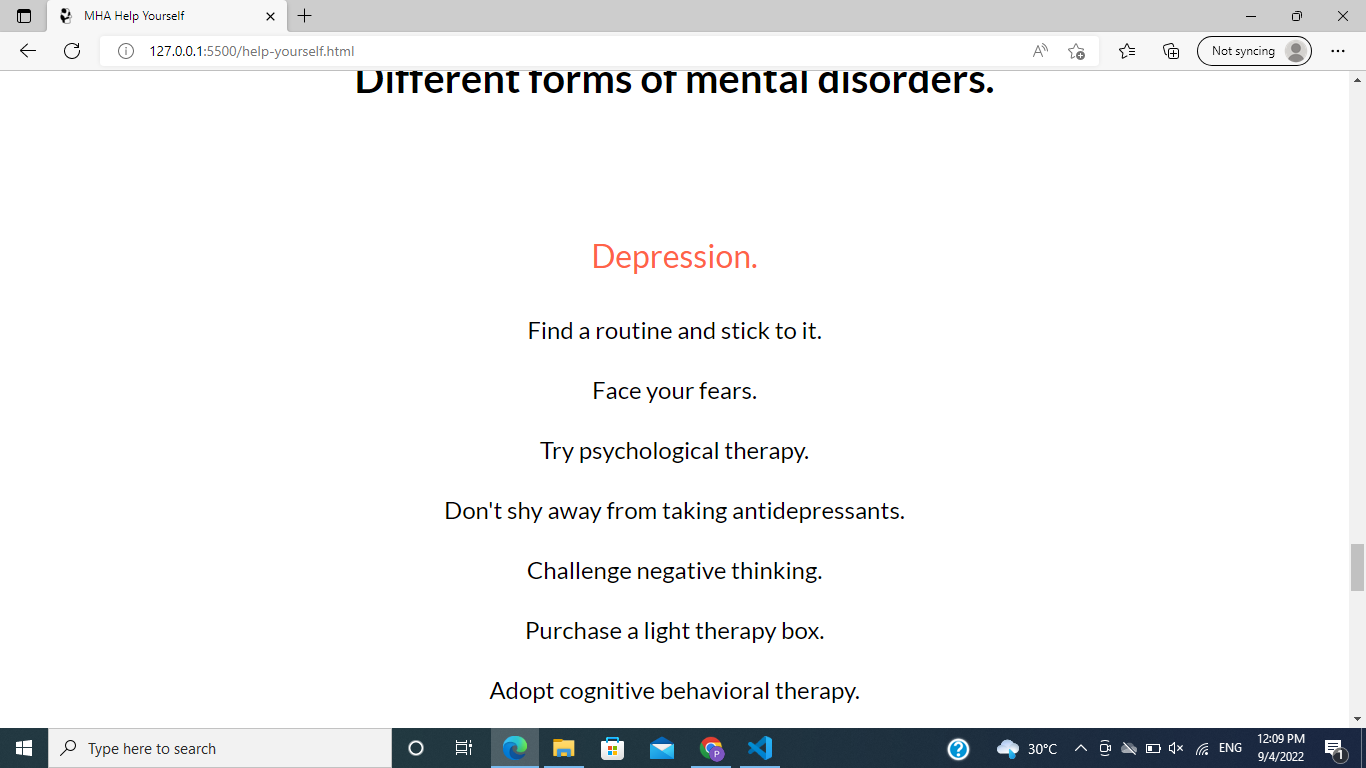 MHA Help Yourself
127.0.0.1:5500/help-yourself.html
Not syncing
Different forms of mental disorders.
Depression.
Find a routine and stick to it.
Face your fears.
Try psychological therapy.
Don't shy away from taking antidepressants.
Challenge negative thinking.
Purchase a light therapy box.
Adopt cognitive behavioral therapy.
Type here to search
30°C
ENG
12:09 PM
9/4/2022
1